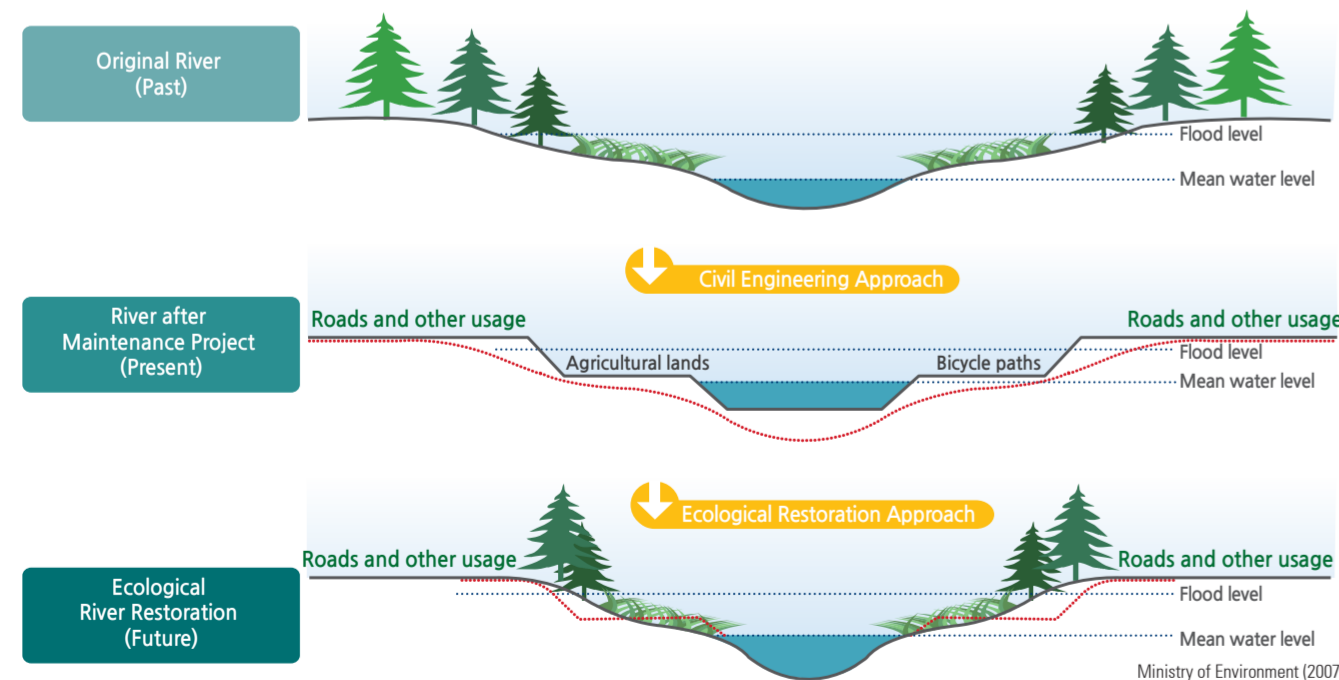 Original River
(Past)
Flood level
Mean water level
Civil Engineering Approach
River after
Maintenance Project
(Present)
Roads and other usage
Roads and other usage
Agricultural lands
Bicycle paths
Flood level
Mean water level
Ecological Restoration Approach
Ecological
River Restoration
(Future)
Roads and other usage
Roads and other usage
Flood level
Mean water level
Ministry of Environment (2007